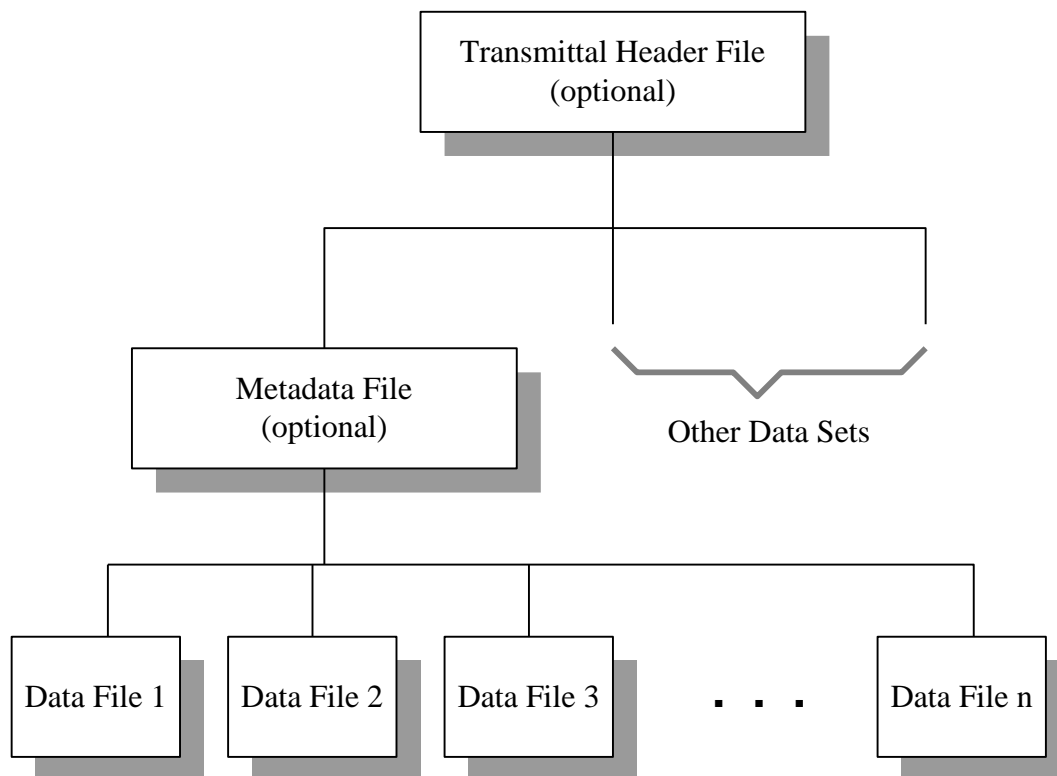 Transmittal Header File
(optional)
Metadata File
(optional)
Other Data Sets
Data File 1
Data File 2
Data File 3
. . .
Data File n